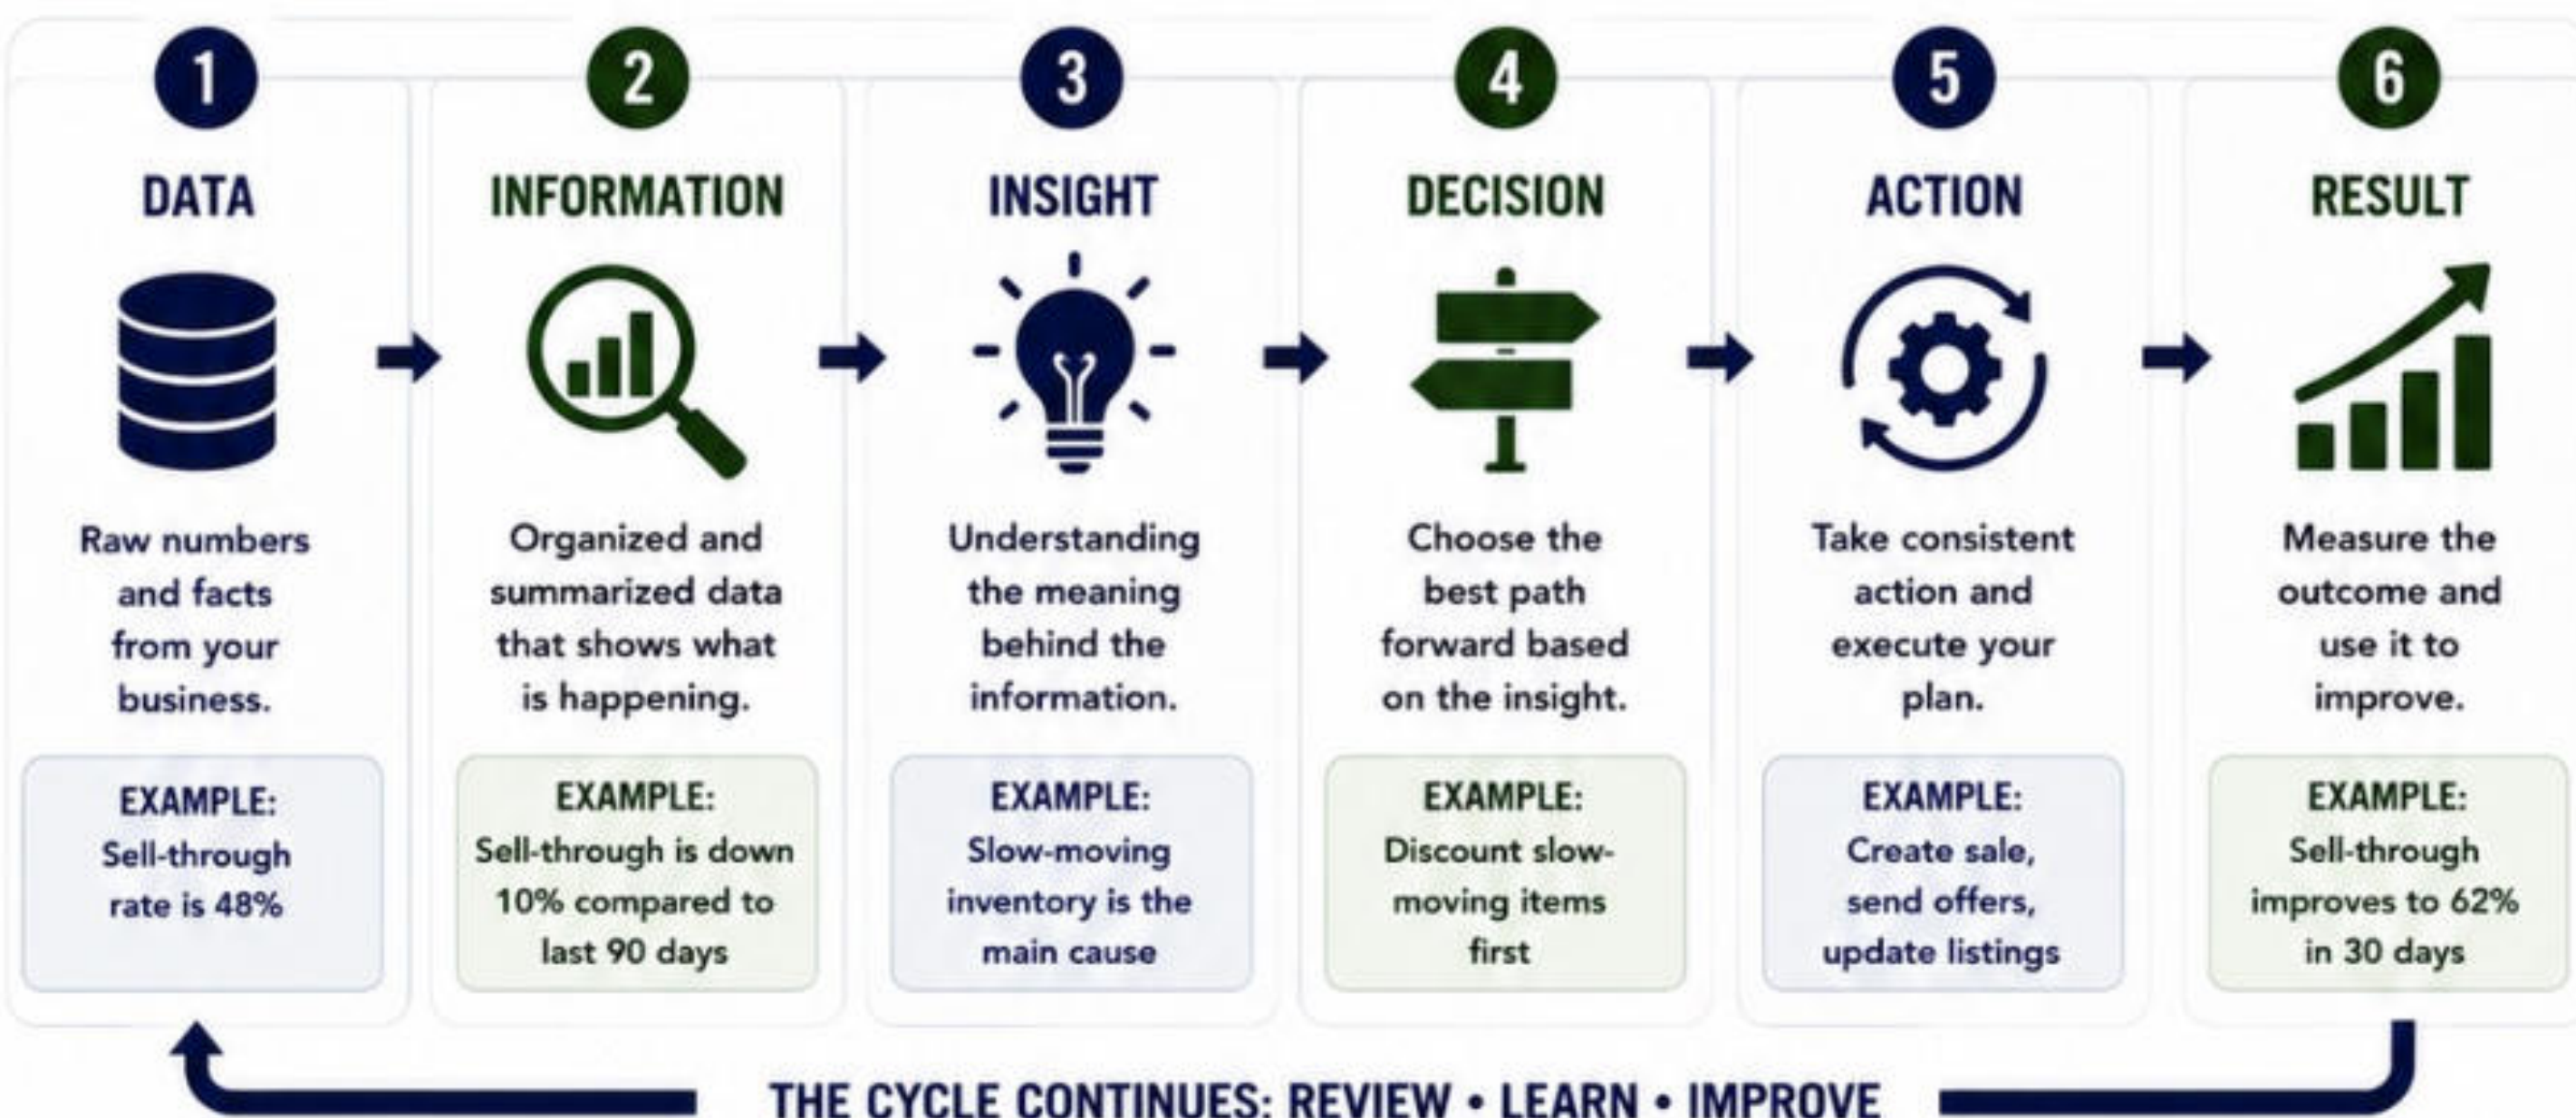 1
DATA
Raw numbers
and facts
from your
business.
EXAMPLE:
Sell-through
rate is 48%
2
INFORMATION
Organized and
summarized data
that shows what
is happening.
EXAMPLE:
Sell-through is down
10% compared to
last 90 days
3
INSIGHT
Understanding
the meaning
behind the
information.
EXAMPLE:
Slow-moving
inventory is the
main cause
4
DECISION
Choose the
best path
forward based
on the insight.
EXAMPLE:
Discount slow-
moving items
first
5
ACTION
Take consistent
action and
execute your
plan.
EXAMPLE:
Create sale,
send offers,
update listings
6
RESULT
Measure the
outcome and
use it to
improve.
EXAMPLE:
Sell-through
improves to 62%
in 30 days
THE CYCLE CONTINUES: REVIEW • LEARN • IMPROVE